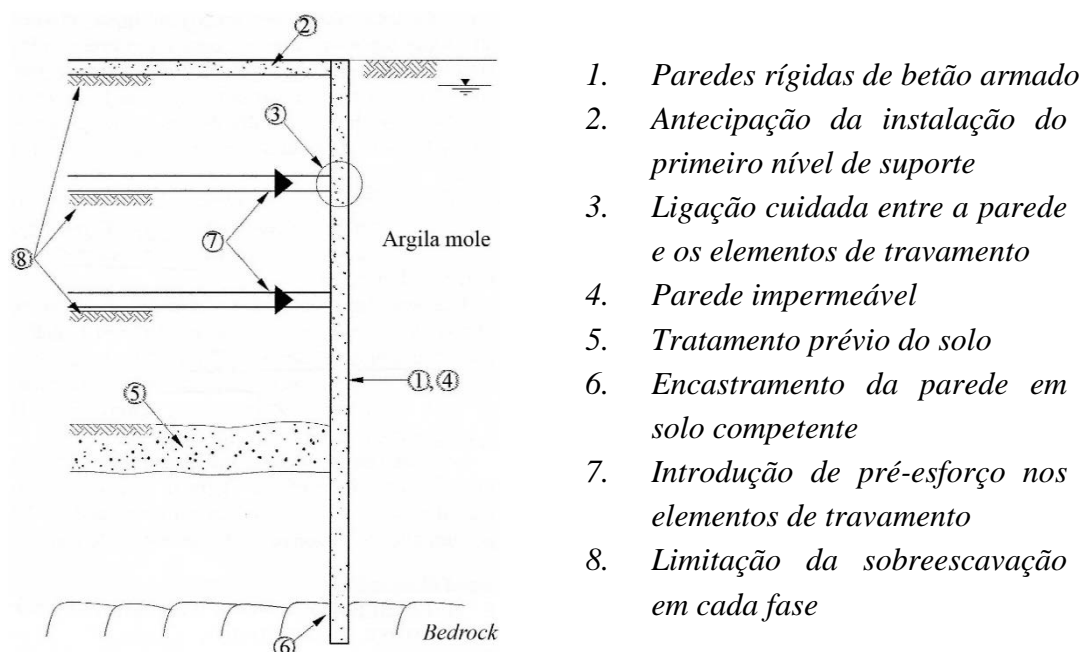 ②
③
Argila mole
⑦
⑧
①,④
⑤
Bedrock
⑥
1. Paredes rígidas de betão armado
2. Antecipação da instalação do
primeiro nível de suporte
3. Ligação cuidada entre a parede
e os elementos de travamento
4. Parede impermeável
5. Tratamento prévio do solo
6. Encastramento da parede em
solo competente
7. Introdução de pré-esforço nos
elementos de travamento
8. Limitação da sobreescavação
em cada fase